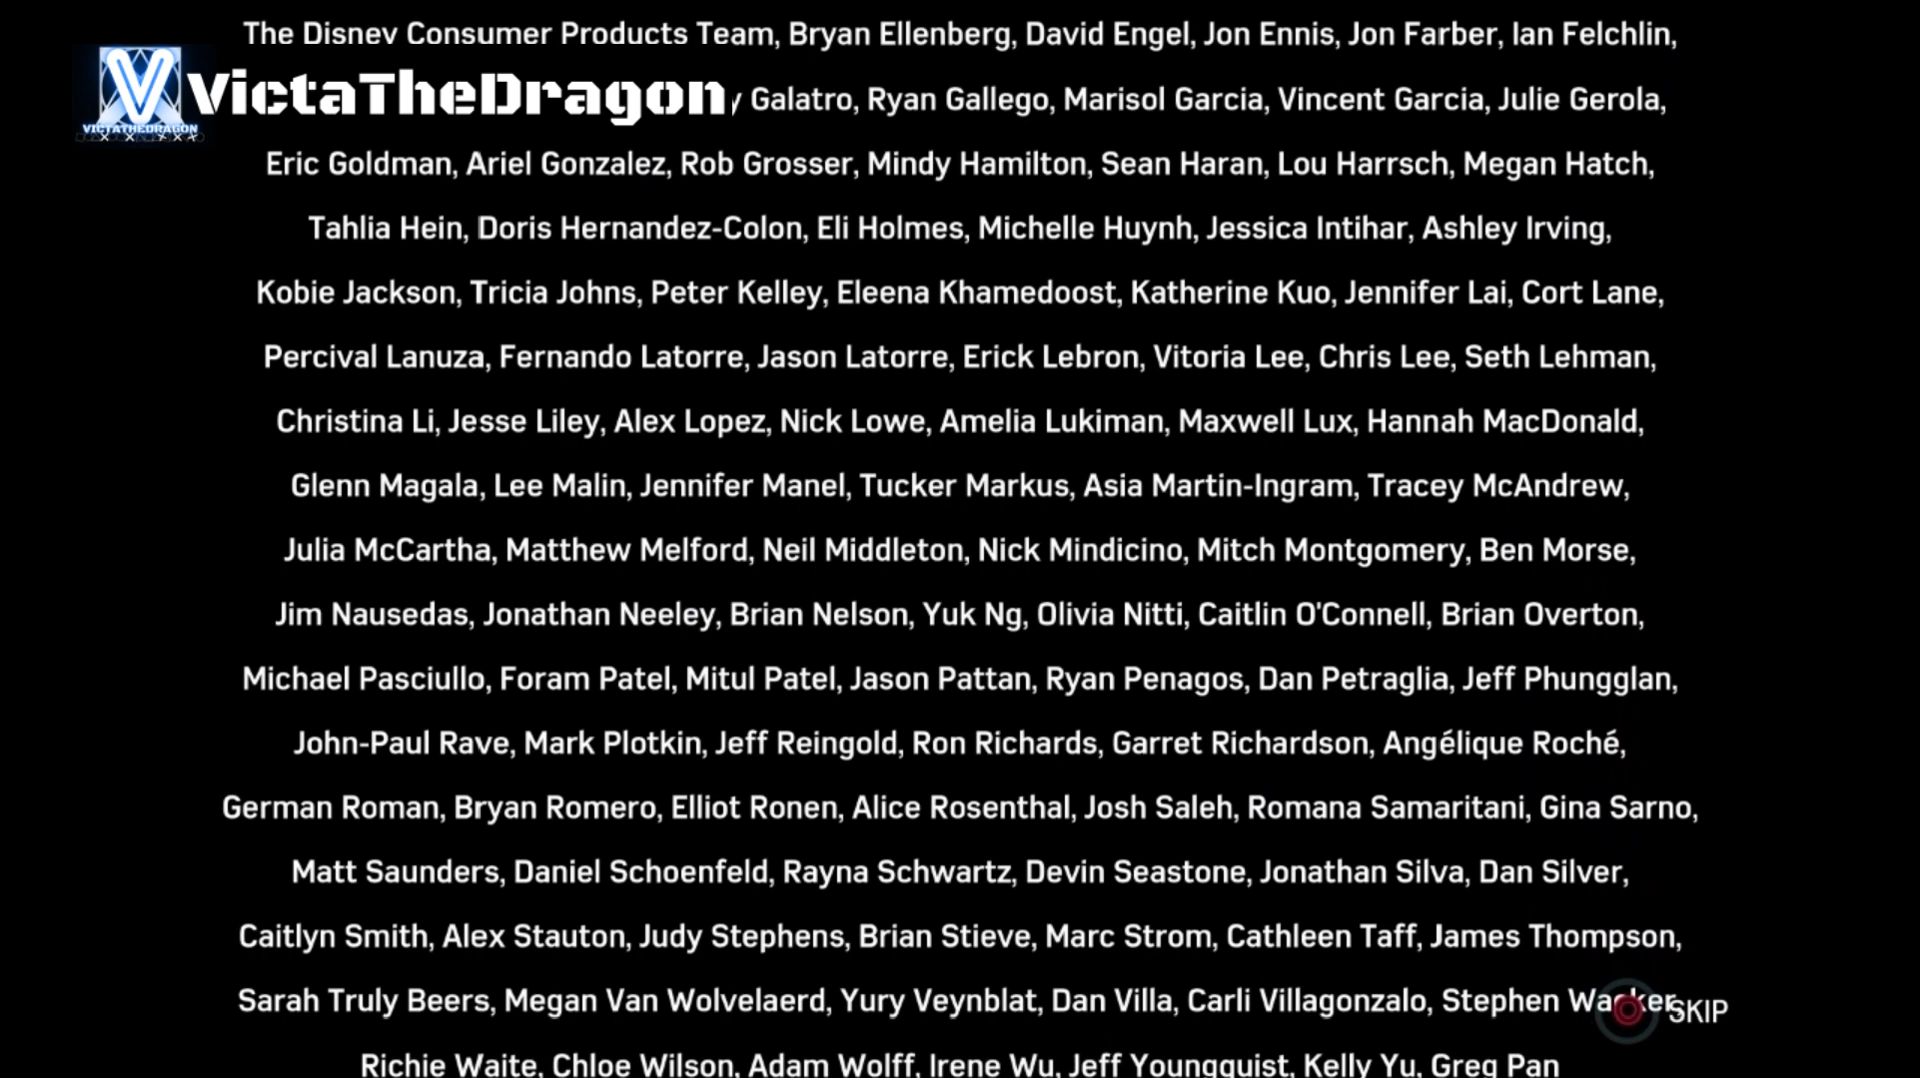 The Disney Consumer Products Team, Bryan Ellenberg, David Engel, Jon Ennis, Jon Farber, Ian Felchlin,
VICTATHEDRAGON
VictaTheDragon
y Galatro, Ryan Gallego, Marisol Garcia, Vincent Garcia, Julie Gerola,
Eric Goldman, Ariel Gonzalez, Rob Grosser, Mindy Hamilton, Sean Haran, Lou Harrsch, Megan Hatch,
Tahlia Hein, Doris Hernandez-Colon, Eli Holmes, Michelle Huynh, Jessica Intihar, Ashley Irving,
Kobie Jackson, Tricia Johns, Peter Kelley, Eleena Khamedoost, Katherine Kuo, Jennifer Lai, Cort Lane,
Percival Lanuza, Fernando Latorre, Jason Latorre, Erick Lebron, Vitoria Lee, Chris Lee, Seth Lehman,
Christina Li, Jesse Liley, Alex Lopez, Nick Lowe, Amelia Lukiman, Maxwell Lux, Hannah MacDonald,
Glenn Magala, Lee Malin, Jennifer Manel, Tucker Markus, Asia Martin-Ingram, Tracey McAndrew,
Julia McCartha, Matthew Melford, Neil Middleton, Nick Mindicino, Mitch Montgomery, Ben Morse,
Jim Nausedas, Jonathan Neeley, Brian Nelson, Yuk Ng, Olivia Nitti, Caitlin O'Connell, Brian Overton,
Michael Pasciullo, Foram Patel, Mitul Patel, Jason Pattan, Ryan Penagos, Dan Petraglia, Jeff Phungglan,
John-Paul Rave, Mark Plotkin, Jeff Reingold, Ron Richards, Garret Richardson, Angélique Roché,
German Roman, Bryan Romero, Elliot Ronen, Alice Rosenthal, Josh Saleh, Romana Samaritani, Gina Sarno,
Matt Saunders, Daniel Schoenfeld, Rayna Schwartz, Devin Seastone, Jonathan Silva, Dan Silver,
Caitlyn Smith, Alex Stauton, Judy Stephens, Brian Stieve, Marc Strom, Cathleen Taff, James Thompson,
Sarah Truly Beers, Megan Van Wolvelaerd, Yury Veynblat, Dan Villa, Carli Villagonzalo, Stephen Wacker,
SKIP
Richie Waite, Chloe Wilson, Adam Wolff, Irene Wu, Jeff Youngquist, Kelly Yu, Greg Pan